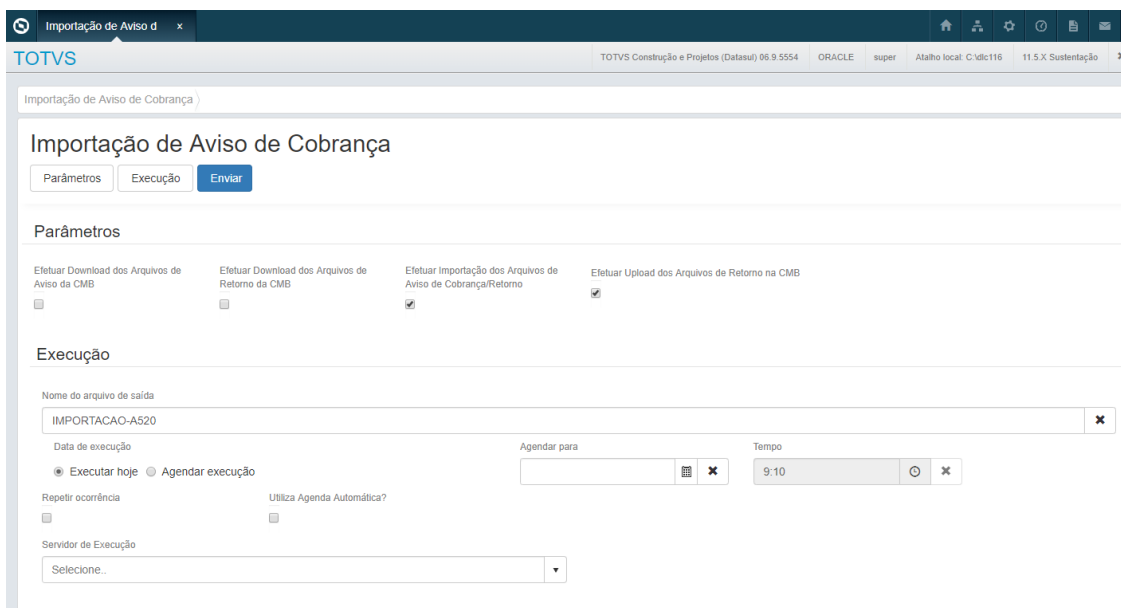 Importação de Aviso d x
TOTVS
TOTVS Construção e Projetos (Datasul) 06.9.5554 ORACLE super Atalho local: C:\dlc116 11.5.X Sustentação
Importação de Aviso de Cobrança
Importação de Aviso de Cobrança
Parâmetros Execução Enviar
Parâmetros
Efetuar Download dos Arquivos de Aviso da CMB
Efetuar Download dos Arquivos de Retorno da CMB
Efetuar Importação dos Arquivos de Aviso de Cobrança/Retorno
Efetuar Upload dos Arquivos de Retorno na CMB
Execução
Nome do arquivo de saída
IMPORTACAO-A520
Data de execução Agendar para Tempo
Executar hoje Agendar execução 9:10
Repetir ocorrência Utiliza Agenda Automática?
Servidor de Execução
Selecione..